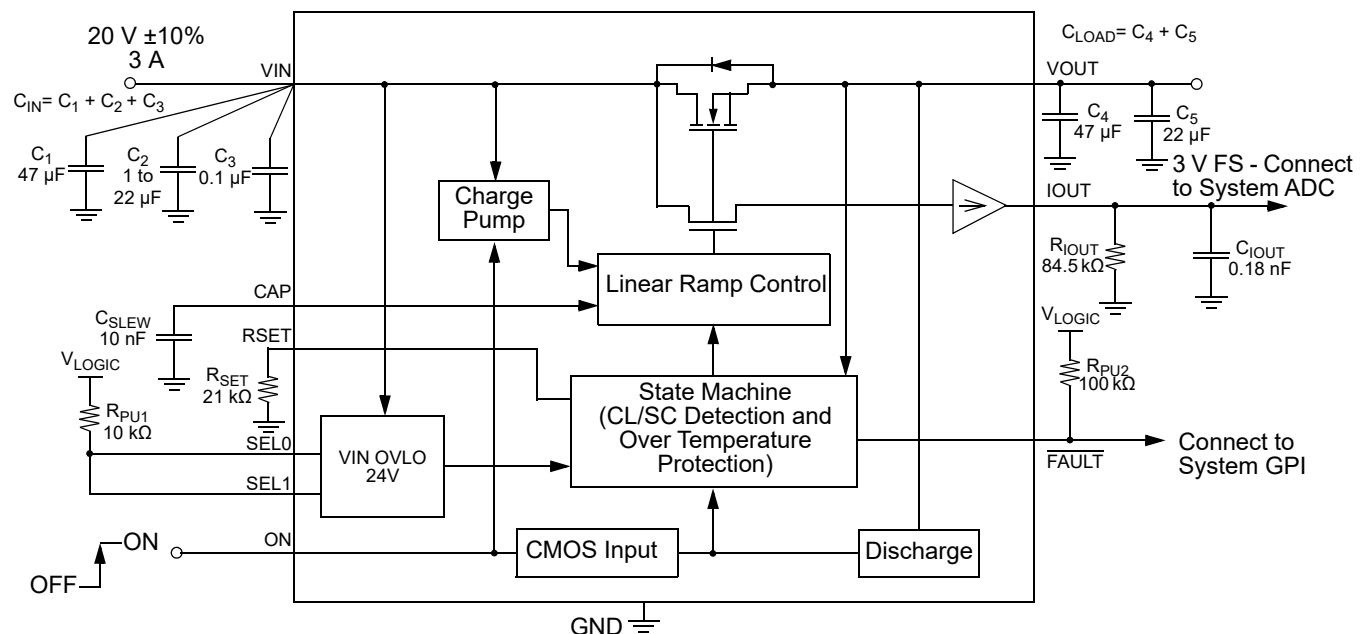 20 V ±10%
3 A
VIN
CIN= C1 + C2 + C3
C1
47 µF
C2
1 to
22 µF
C3
0.1 µF
CLOAD= C4 + C5
VOUT
C4
47 µF
C5
22 µF
3 V FS - Connect
to System ADC
IOUT
RIOUT
84.5 kΩ
CIOUT
0.18 nF
Charge
Pump
Linear Ramp Control
CAP
CSLEW
10 nF
RSET
RSET
21 kΩ
VLOGIC
RPU1
10 kΩ
SEL0
SEL1
VIN OVLO
24V
State Machine
(CL/SC Detection and
Over Temperature
Protection)
VLOGIC
RPU2
100 kΩ
FAULT
Connect to
System GPI
ON
OFF
ON
CMOS Input
Discharge
GND